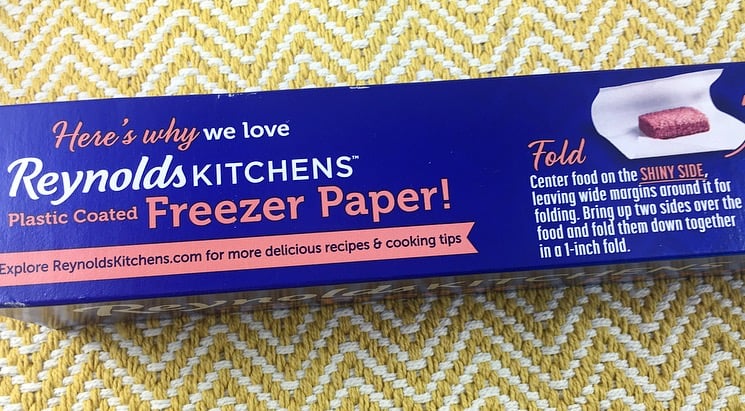 Here's why we love
Reynolds KITCHENS™
Plastic Coated Freezer Paper!
Explore ReynoldsKitchens.com for more delicious recipes & cooking tips
Fold
Center food on the SHINY SIDE,
leaving wide margins around it for
folding. Bring up two sides over the
food and fold them down together
in a 1-inch fold.
Reynolds KITCHENS